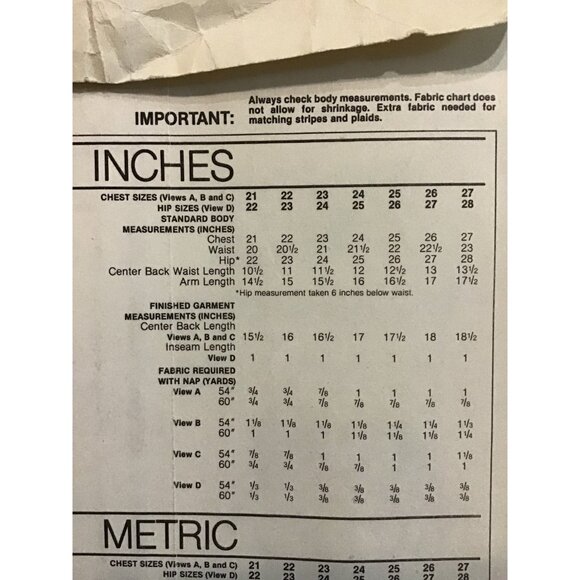 IMPORTANT: Always check body measurements. Fabric chart does
not allow for shrinkage. Extra fabric needed for
matching stripes and plaids.
INCHES
CHEST SIZES (Views A, B and C) 21 22 23 24 25 26 27
HIP SIZES (View D) 22 23 24 25 26 27 28
STANDARD BODY
MEASUREMENTS (INCHES)
Chest 21 22 23 24 25 26 27
Waist 20 20½ 21 21½ 22 22½ 23
Hip* 22 23 24 25 26 27 28
Center Back Waist Length 10½ 11 11½ 12 12½ 13 13½
Arm Length 14½ 15 15½ 16 16½ 17 17½
*Hip measurement taken 6 inches below waist.
FINISHED GARMENT
MEASUREMENTS (INCHES)
Center Back Length
Views A, B and C 15½ 16 16½ 17 17½ 18 18½
Inseam Length
View D 1 1 1 1 1 1 1
FABRIC REQUIRED
WITH NAP (YARDS)
View A 54" ¾ ¾ ⅞ 1 1 1 1
60" ¾ ¾ ⅞ ⅞ ⅞ ⅞ ⅞
View B 54" 1⅛ 1⅛ 1⅛ 1⅛ 1¼ 1¼ 1⅓
60" 1 1 1 1⅛ 1⅛ 1⅛ 1¼
View C 54" ⅞ ⅞ 1 1 1 1 1⅛
60" ¾ ¾ ⅞ ⅞ 1 1 1
View D 54" ⅓ ⅓ ⅜ ⅜ ⅜ ⅜ ⅜
60" ⅓ ⅓ ⅜ ⅜ ⅜ ⅜ ⅜
METRIC
CHEST SIZES (Views A, B and C) 21 22 23 24 25 26 27
HIP SIZES (View D) 22 23 24 25 26 27 28